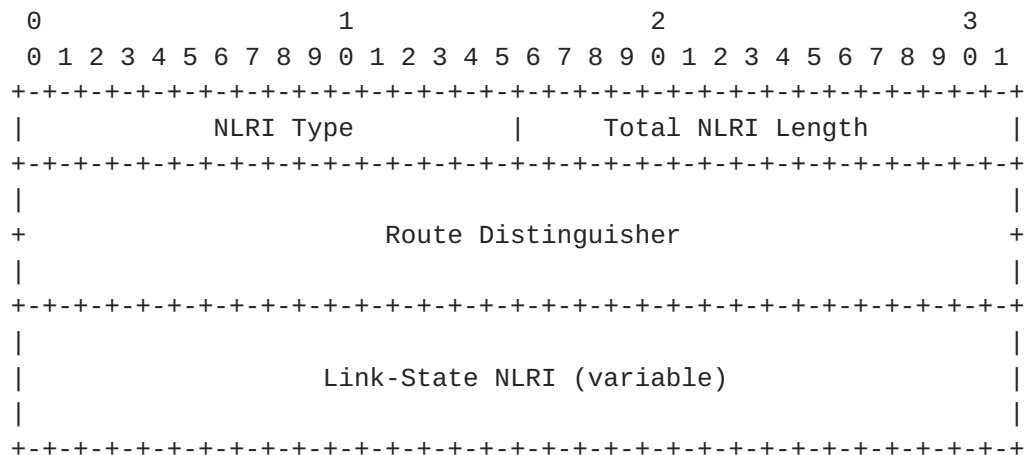 0                   1                   2                   3
 0 1 2 3 4 5 6 7 8 9 0 1 2 3 4 5 6 7 8 9 0 1 2 3 4 5 6 7 8 9 0 1
+-+-+-+-+-+-+-+-+-+-+-+-+-+-+-+-+-+-+-+-+-+-+-+-+-+-+-+-+-+-+-+-+
|            NLRI Type          |     Total NLRI Length         |
+-+-+-+-+-+-+-+-+-+-+-+-+-+-+-+-+-+-+-+-+-+-+-+-+-+-+-+-+-+-+-+-+
|                                                               |
+                       Route Distinguisher                     +
|                                                               |
+-+-+-+-+-+-+-+-+-+-+-+-+-+-+-+-+-+-+-+-+-+-+-+-+-+-+-+-+-+-+-+-+
|                                                               |
|                   Link-State NLRI (variable)                  |
|                                                               |
+-+-+-+-+-+-+-+-+-+-+-+-+-+-+-+-+-+-+-+-+-+-+-+-+-+-+-+-+-+-+-+-+